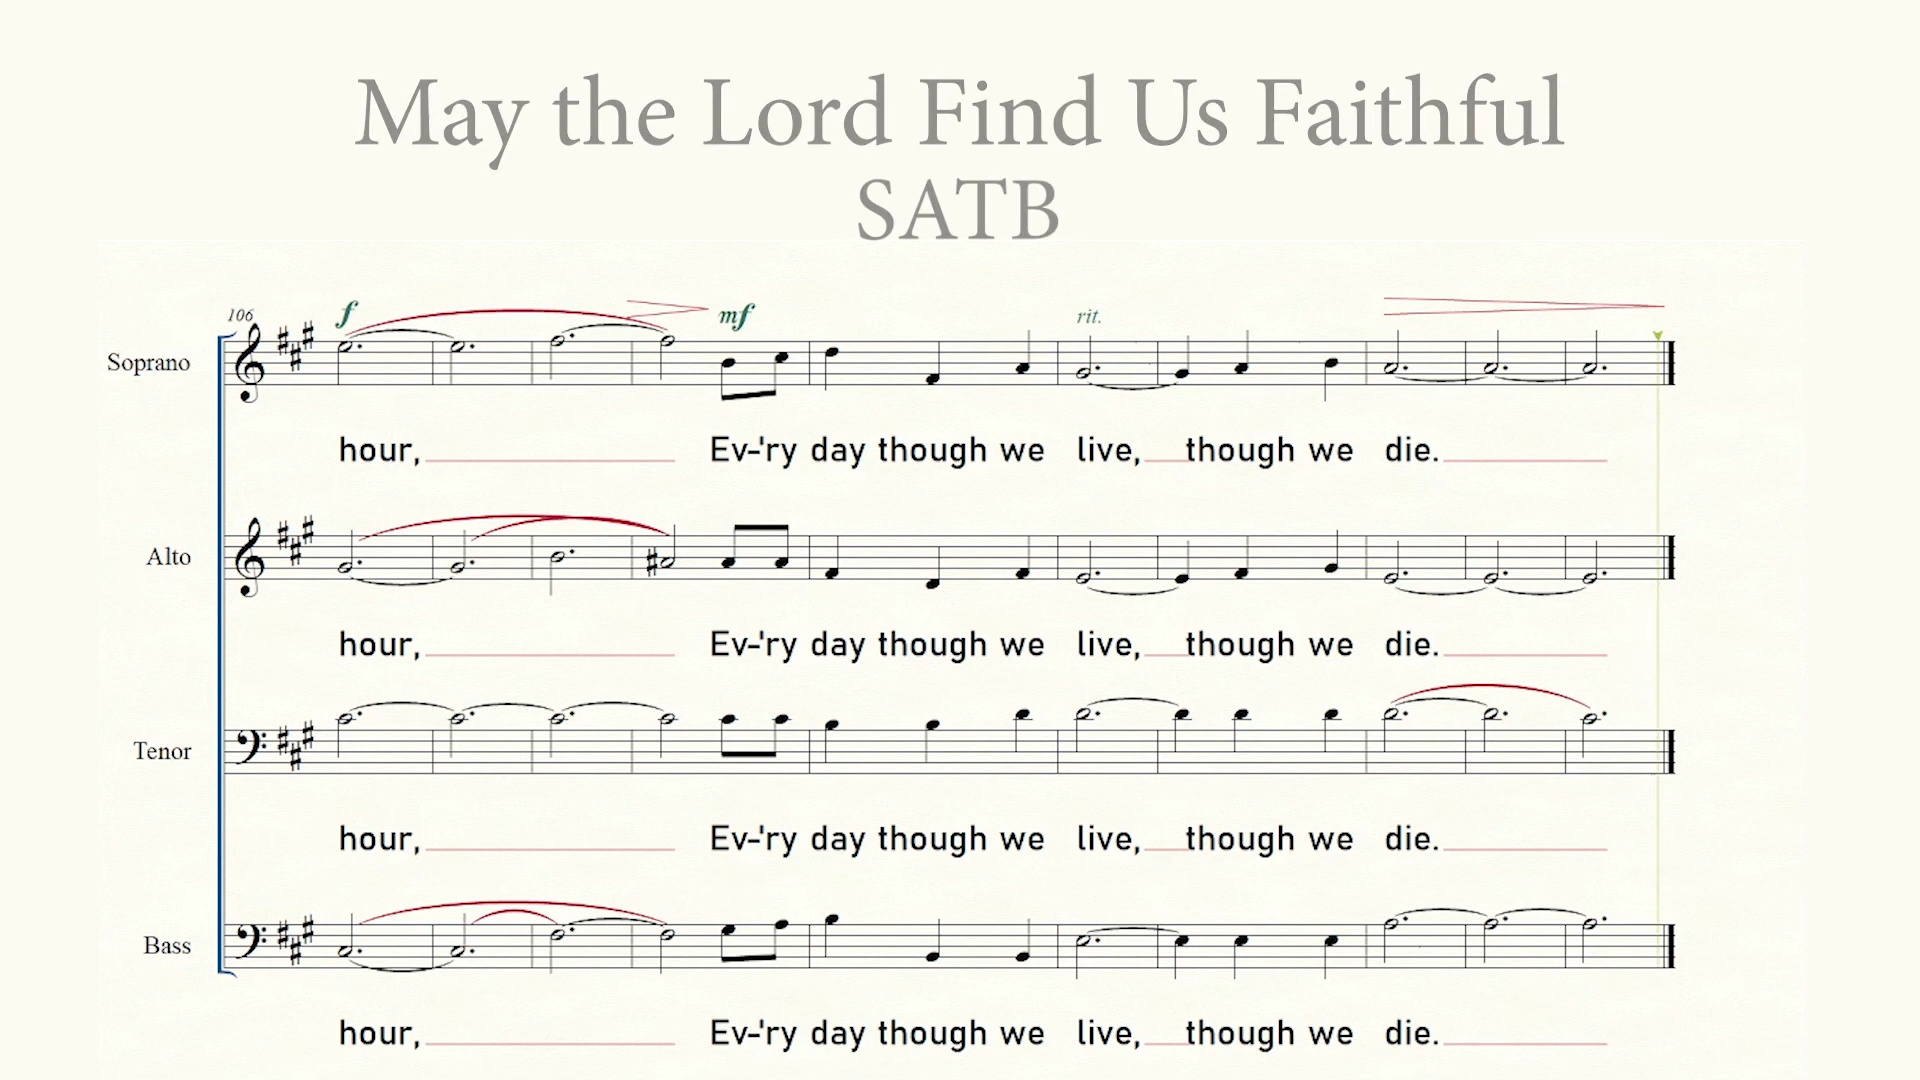 May the Lord Find Us Faithful
SATB
106 f mf rit.
Soprano
hour, Ev-'ry day though we live, though we die.
Alto
hour, Ev-'ry day though we live, though we die.
Tenor
hour, Ev-'ry day though we live, though we die.
Bass
hour, Ev-'ry day though we live, though we die.